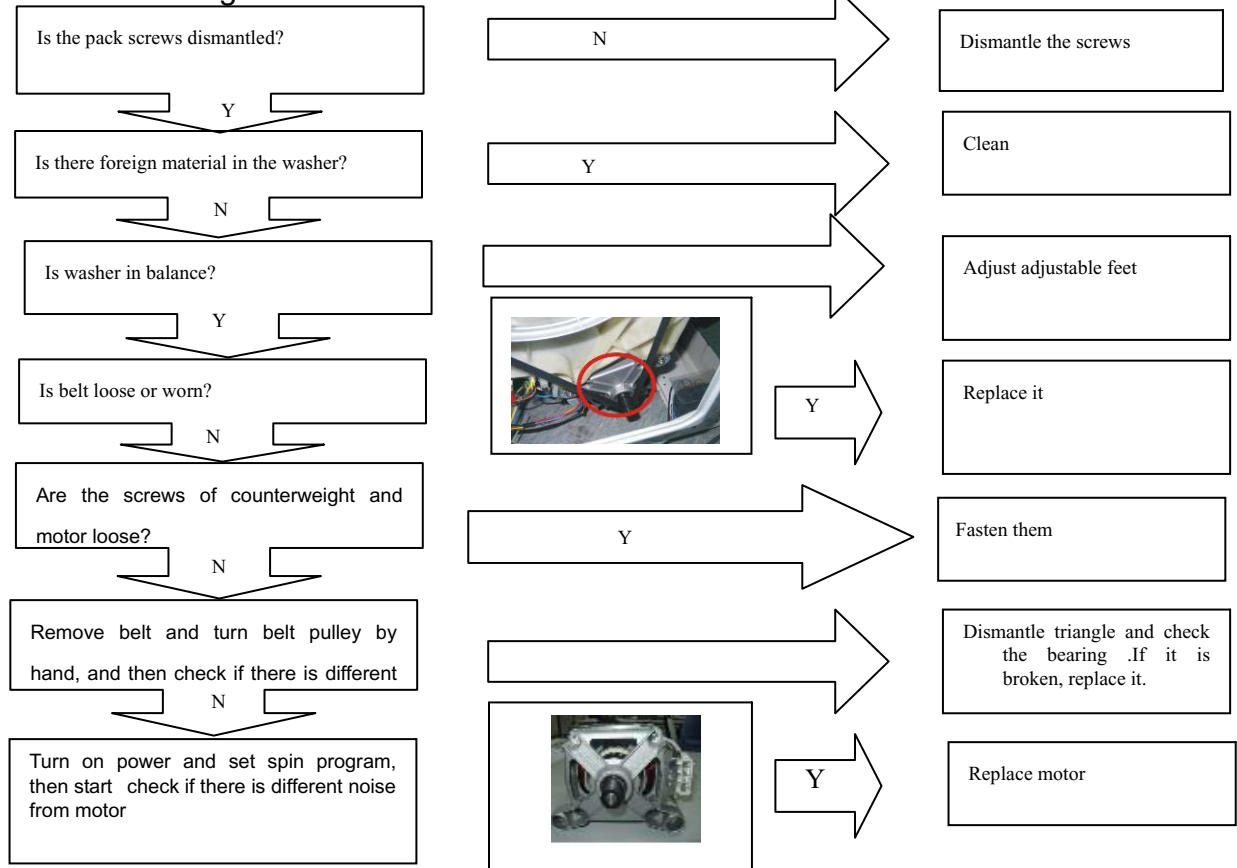 Is the pack screws dismantled?
N
Dismantle the screws
Y
Is there foreign material in the washer?
Y
Clean
N
Is washer in balance?
Adjust adjustable feet
Y
Is belt loose or worn?
Y
Replace it
N
Are the screws of counterweight and
motor loose?
Y
Fasten them
N
Remove belt and turn belt pulley by
hand, and then check if there is different
Dismantle triangle and check
the bearing .If it is
broken, replace it.
N
Turn on power and set spin program,
then start check if there is different noise
from motor
Y
Replace motor